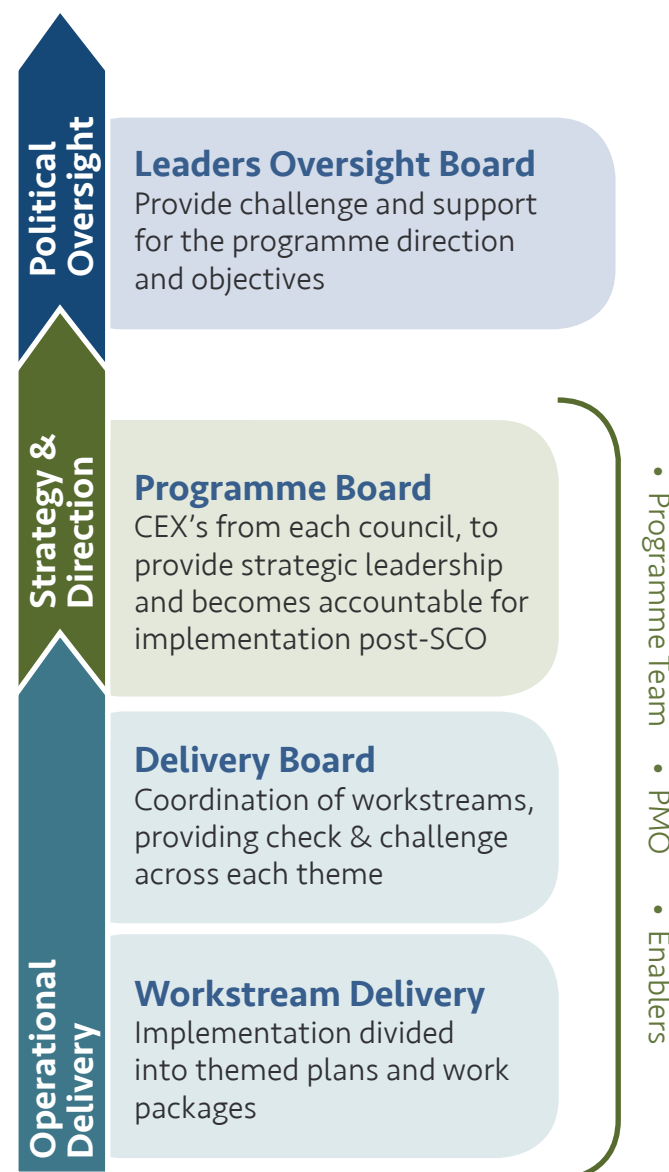 Political
Oversight
Leaders Oversight Board
Provide challenge and support
for the programme direction
and objectives
Strategy &
Direction
Programme Board
CEX’s from each council, to
provide strategic leadership
and becomes accountable for
implementation post-SCO
Operational
Delivery
Delivery Board
Coordination of workstreams,
providing check & challenge
across each theme
Workstream Delivery
Implementation divided
into themed plans and work
packages
• Programme Team • PMO • Enablers